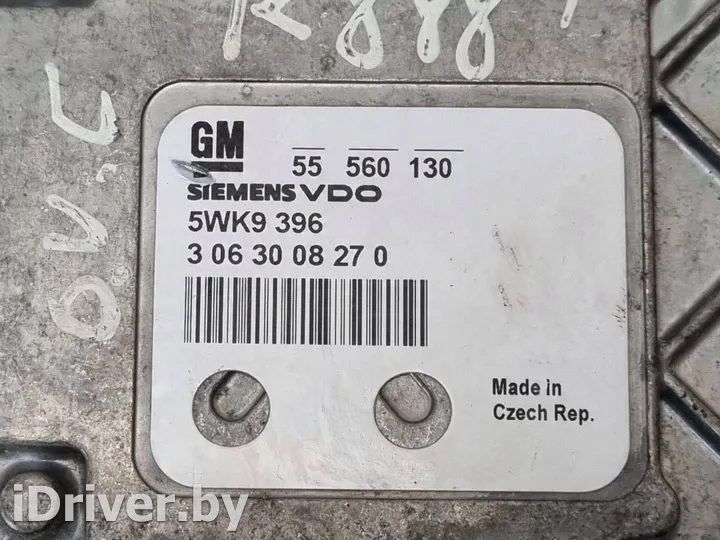 GM
55 560 130
SIEMENS VDO
5WK9 396
3 06 30 08 27 0
Made in
Czech Rep.
iDriver.by